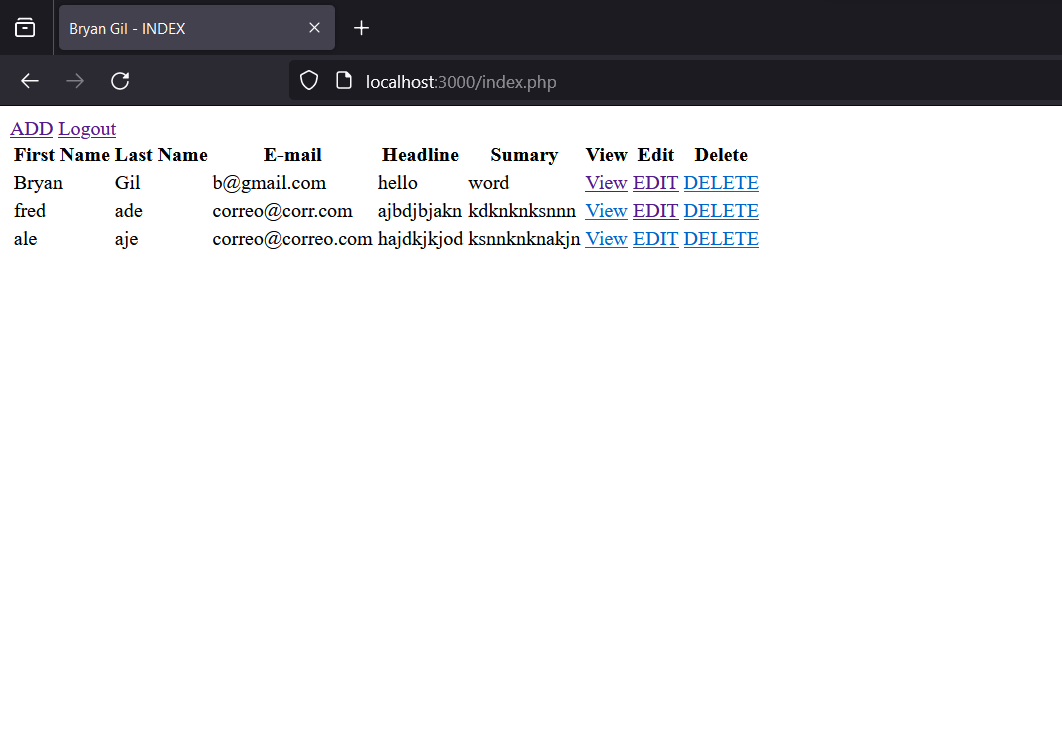 Bryan Gil - INDEX
localhost:3000/index.php
ADD Logout
First Name Last Name E-mail Headline Sumary View Edit Delete
Bryan Gil b@gmail.com hello word View EDIT DELETE
fred ade correo@corr.com ajbdjbjakn kdknknksnnn View EDIT DELETE
ale aje correo@correo.com hajdkjkjod ksnnknknakjn View EDIT DELETE